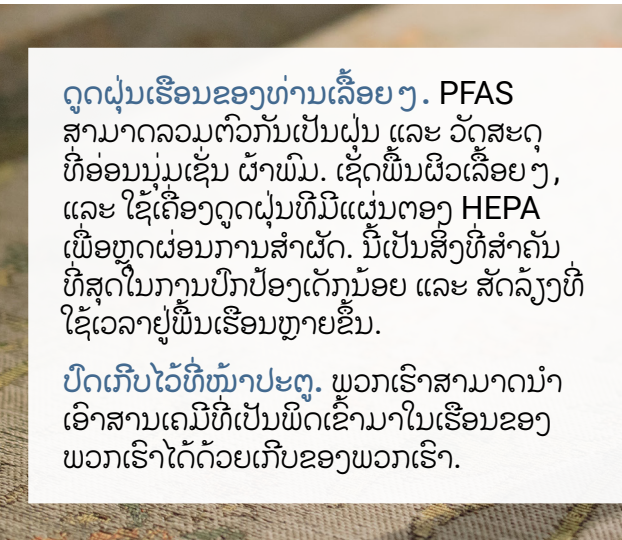 ດູດຝຸ່ນເຮືອນຂອງທ່ານເລື້ອຍໆ. PFAS
ສາມາດລວມຕົວກັນເປັນຝຸ່ນ ແລະ ວັດສະດຸ
ທີ່ອ່ອນນຸ່ມເຊັ່ນ ຜ້າພົມ. ເຊັດພື້ນຜິວເລື້ອຍໆ,
ແລະ ໃຊ້ເຄື່ອງດູດຝຸ່ນທີມີແຜ່ນຕອງ HEPA
ເພື່ອຫຼຸດຜ່ອນການສຳຜັດ. ນີ້ເປັນສິ່ງທີ່ສຳຄັນ
ທີ່ສຸດໃນການປົກປ້ອງເດັກນ້ອຍ ແລະ ສັດລ້ຽງທີ່
ໃຊ້ເວລາຢູ່ພື້ນເຮືອນຫຼາຍຂຶ້ນ.
ປົດເກີບໄວ້ທີ່ໜ້າປະຕູ. ພວກເຮົາສາມາດນຳ
ເອົາສານເຄມີທີ່ເປັນພິດເຂົ້າມາໃນເຮືອນຂອງ
ພວກເຮົາໄດ້ດ້ວຍເກີບຂອງພວກເຮົາ.